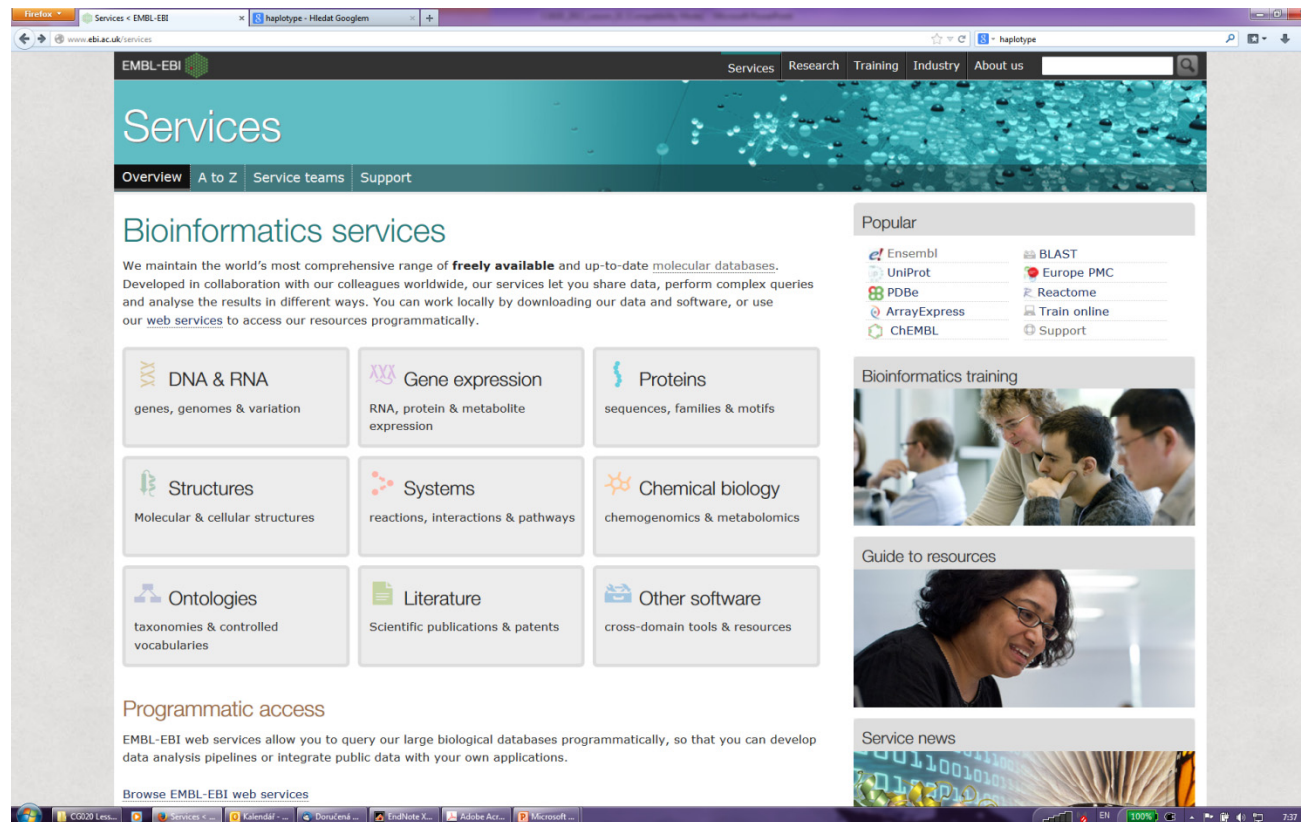 Firefox
Services < EMBL-EBI
haplotype - Hledat Googlem
www.ebi.ac.uk/services
haplotype
EMBL-EBI
Services Research Training Industry About us
Services
Overview A to Z Service teams Support
Bioinformatics services
We maintain the world's most comprehensive range of freely available and up-to-date molecular databases.
Developed in collaboration with our colleagues worldwide, our services let you share data, perform complex queries
and analyse the results in different ways. You can work locally by downloading our data and software, or use
our web services to access our resources programmatically.
DNA & RNA
genes, genomes & variation
Gene expression
RNA, protein & metabolite
expression
Proteins
sequences, families & motifs
Structures
Molecular & cellular structures
Systems
reactions, interactions & pathways
Chemical biology
chemogenomics & metabolomics
Ontologies
taxonomies & controlled
vocabularies
Literature
Scientific publications & patents
Other software
cross-domain tools & resources
Programmatic access
EMBL-EBI web services allow you to query our large biological databases programmatically, so that you can develop
data analysis pipelines or integrate public data with your own applications.
Browse EMBL-EBI web services
Popular
Ensembl
BLAST
UniProt
Europe PMC
PDBe
Reactome
ArrayExpress
Train online
ChEMBL
Support
Bioinformatics training
Guide to resources
Service news
CG020 Less...
Services < ...
Kalendář - ...
Doručená ...
EndNote X...
Adobe Acr...
Microsoft ...
EN
100%
7:37